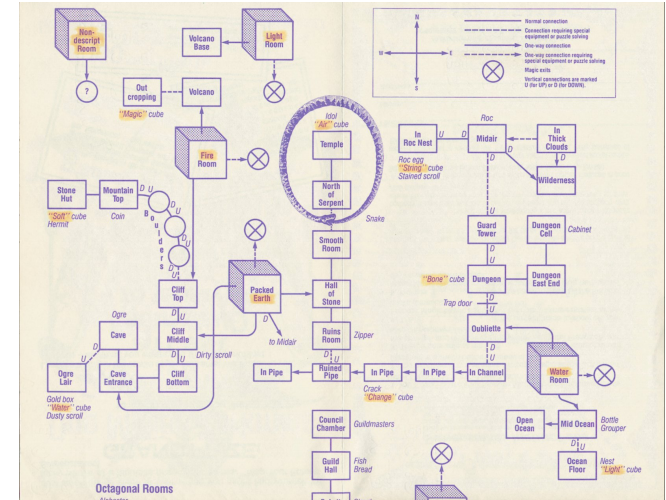 Non-
descript
Room
?
Volcano
Base
Light
Room
N
W
E
S
Normal connection
Connection requiring special
equipment or puzzle solving
One-way connection
One-way connection requiring
special equipment or puzzle solving
Magic exits
Vertical connections are marked
U (for UP) or D (for DOWN).
Out
cropping
Volcano
"Magic" cube
Fire
Room
Idol
"Air" cube
Temple
North
of
Serpent
Snake
Roc
In
Roc Nest
U
D
Midair
D
D
In
Thick
Clouds
D
Wilderness
Roc egg
"String" cube
Stained scroll
Stone
Hut
Mountain
Top
D
U
"Soft" cube
Hermit
Coin
Boulders
D
U
D
U
D
U
Cliff
Top
D
U
Smooth
Room
Packed
Earth
D
to Midair
Hall
of
Stone
U
Guard
Tower
D
U
Dungeon
Cell
Cabinet
"Bone" cube
Dungeon
Dungeon
East End
D
Trap door
U
Oubliette
D
U
Ogre
Cave
D
U
Ogre
Lair
Cave
Entrance
Cliff
Middle
D
U
Dirty scroll
Cliff
Bottom
Gold box
"Water" cube
Dusty scroll
Ruins
Room
Zipper
D
U
In Pipe
Ruined
Pipe
In Pipe
In Pipe
In Channel
Crack
"Change" cube
Water
Room
Open
Ocean
Mid Ocean
Bottle
Grouper
D
U
Ocean
Floor
Nest
"Light" cube
Council
Chamber
Guildmasters
Guild
Hall
Fish
Bread
Octagonal Rooms